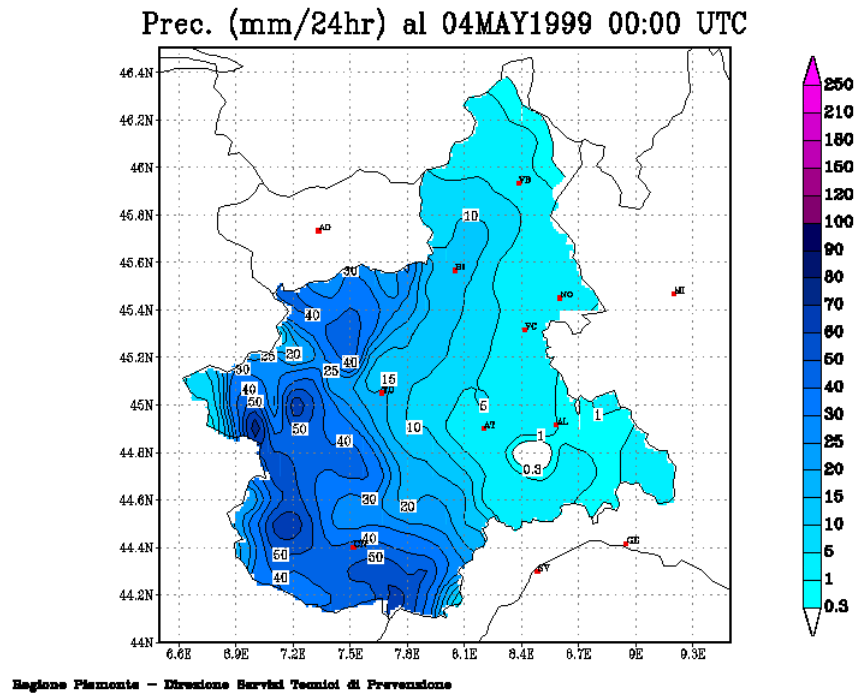 Prec. (mm/24hr) al 04MAY1999 00:00 UTC
46.4N
46.2N
46N
45.8N
45.6N
45.4N
45.2N
45N
44.8N
44.6N
44.4N
44.2N
44N
6.6E 6.9E 7.2E 7.5E 7.8E 8.1E 8.4E 8.7E 9E 9.3E
VB
AO
10
BI
30
NO
MI
40
VC
25 20
40
30
25
15
TO
40
50
5
1
50
10
AT
AL
1
40
0.3
30
20
40
CN
50
50
GE
SV
40
250
210
180
150
120
100
90
80
70
60
50
40
30
25
20
15
10
5
1
0.3
Regione Piemonte – Direzione Servizi Tecnici di Prevenzione